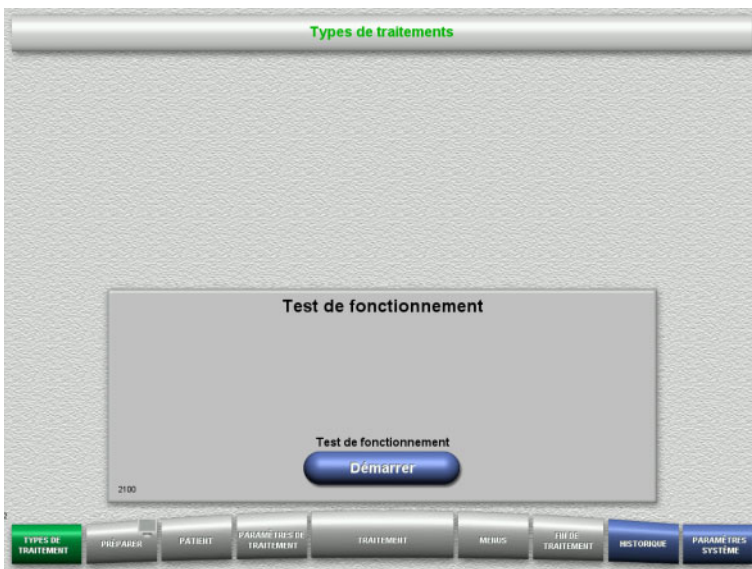 Types de traitements
Test de fonctionnement
Test de fonctionnement
Démarrer
2100
TYPES DE
TRAITEMENT
PRÉPARER
PATIENT
PARAMÈTRES DE
TRAITEMENT
TRAITEMENT
MENUS
FIN DE
TRAITEMENT
HISTORIQUE
PARAMÈTRES
SYSTÈME